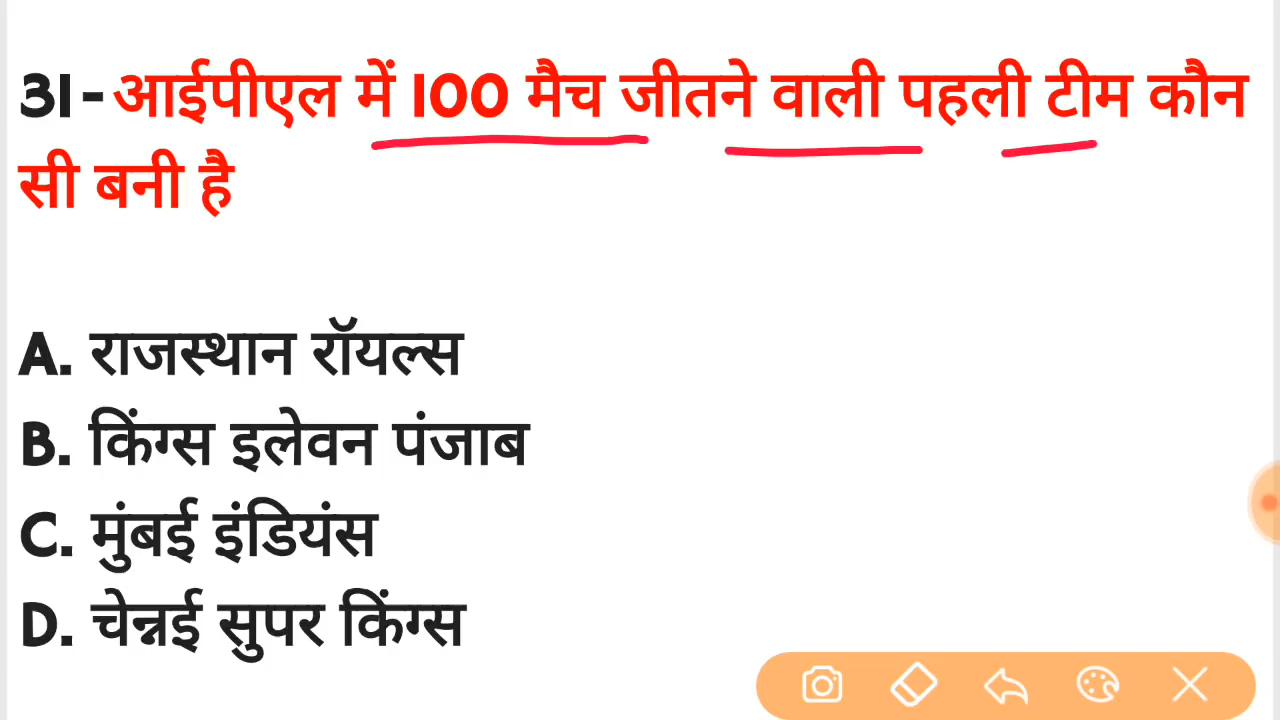 31-आईपीएल में 100 मैच जीतने वाली पहली टीम कौन
सी बनी है
A. राजस्थान रॉयल्स
B. किंग्स इलेवन पंजाब
C. मुंबई इंडियंस
D. चेन्नई सुपर किंग्स